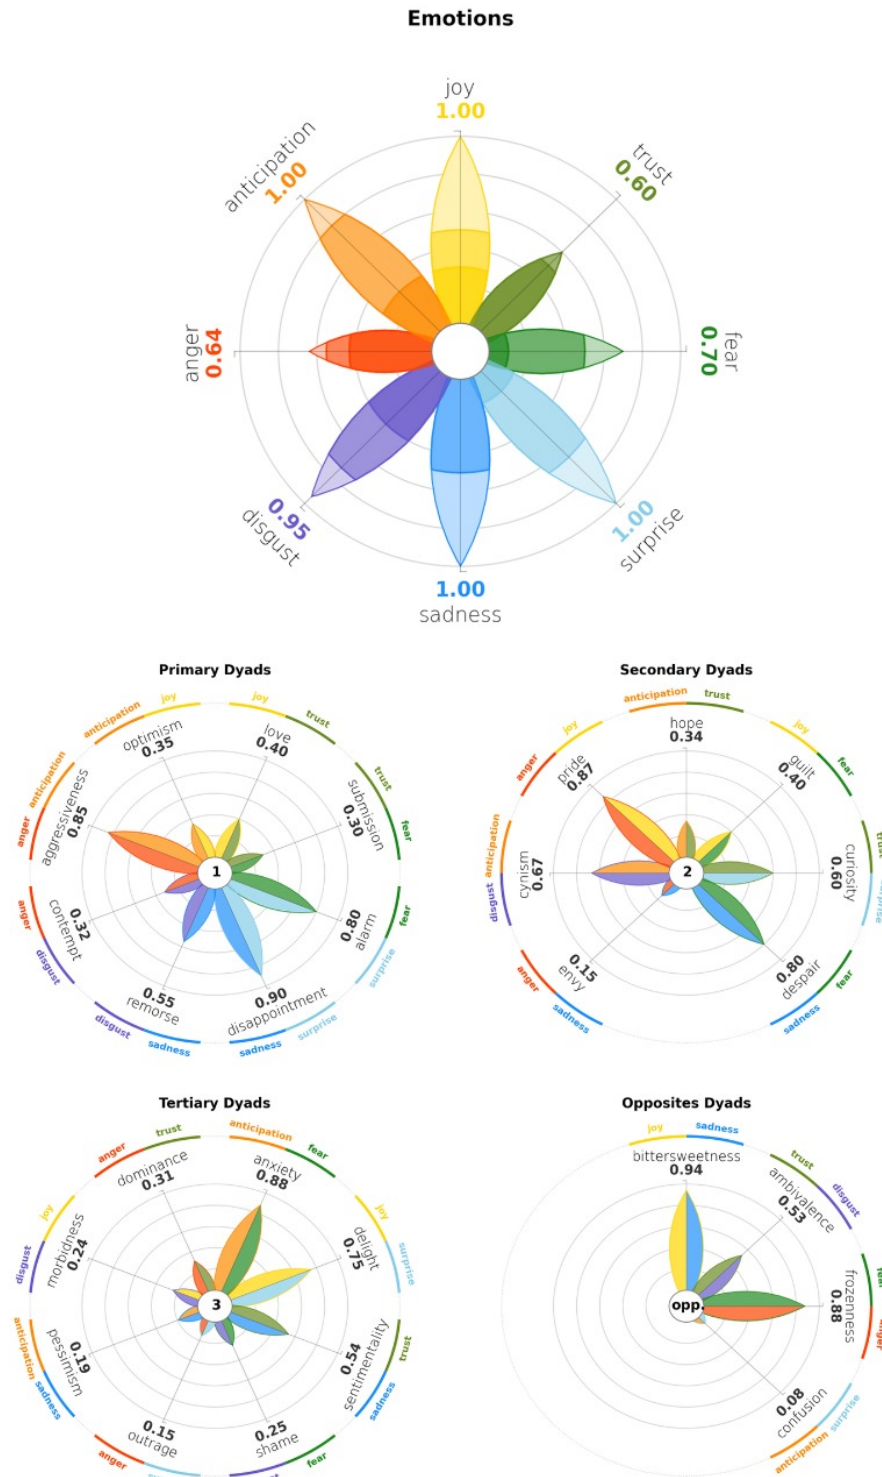 Emotions
joy
1.00
trust
0.60
fear
0.70
surprise
1.00
sadness
1.00
disgust
0.95
anger
0.64
anticipation
1.00
Primary Dyads
anticipation
joy
optimism
0.35
joy
trust
love
0.40
trust
fear
submission
0.30
fear
surprise
alarm
0.80
sadness
surprise
disappointment
0.90
disgust
sadness
remorse
0.55
anger
disgust
contempt
0.32
anger
anticipation
aggressiveness
0.85
1
Secondary Dyads
anticipation
trust
hope
0.34
joy
fear
guilt
0.40
curiosity
0.60
fear
sadness
despair
0.80
anger
sadness
envy
0.15
disgust
anticipation
cynism
0.67
anger
joy
pride
0.87
2
Tertiary Dyads
anger
trust
dominance
0.31
anticipation
fear
anxiety
0.88
joy
surprise
delight
0.75
trust
sadness
sentimentality
0.54
fear
shame
0.25
anger
outrage
0.15
anticipation
sadness
pessimism
0.19
disgust
joy
morbidness
0.24
3
Opposites Dyads
joy
sadness
bittersweetness
0.94
trust
disgust
ambivalence
0.53
frozenness
0.88
anticipation
surprise
confusion
0.08
opp.